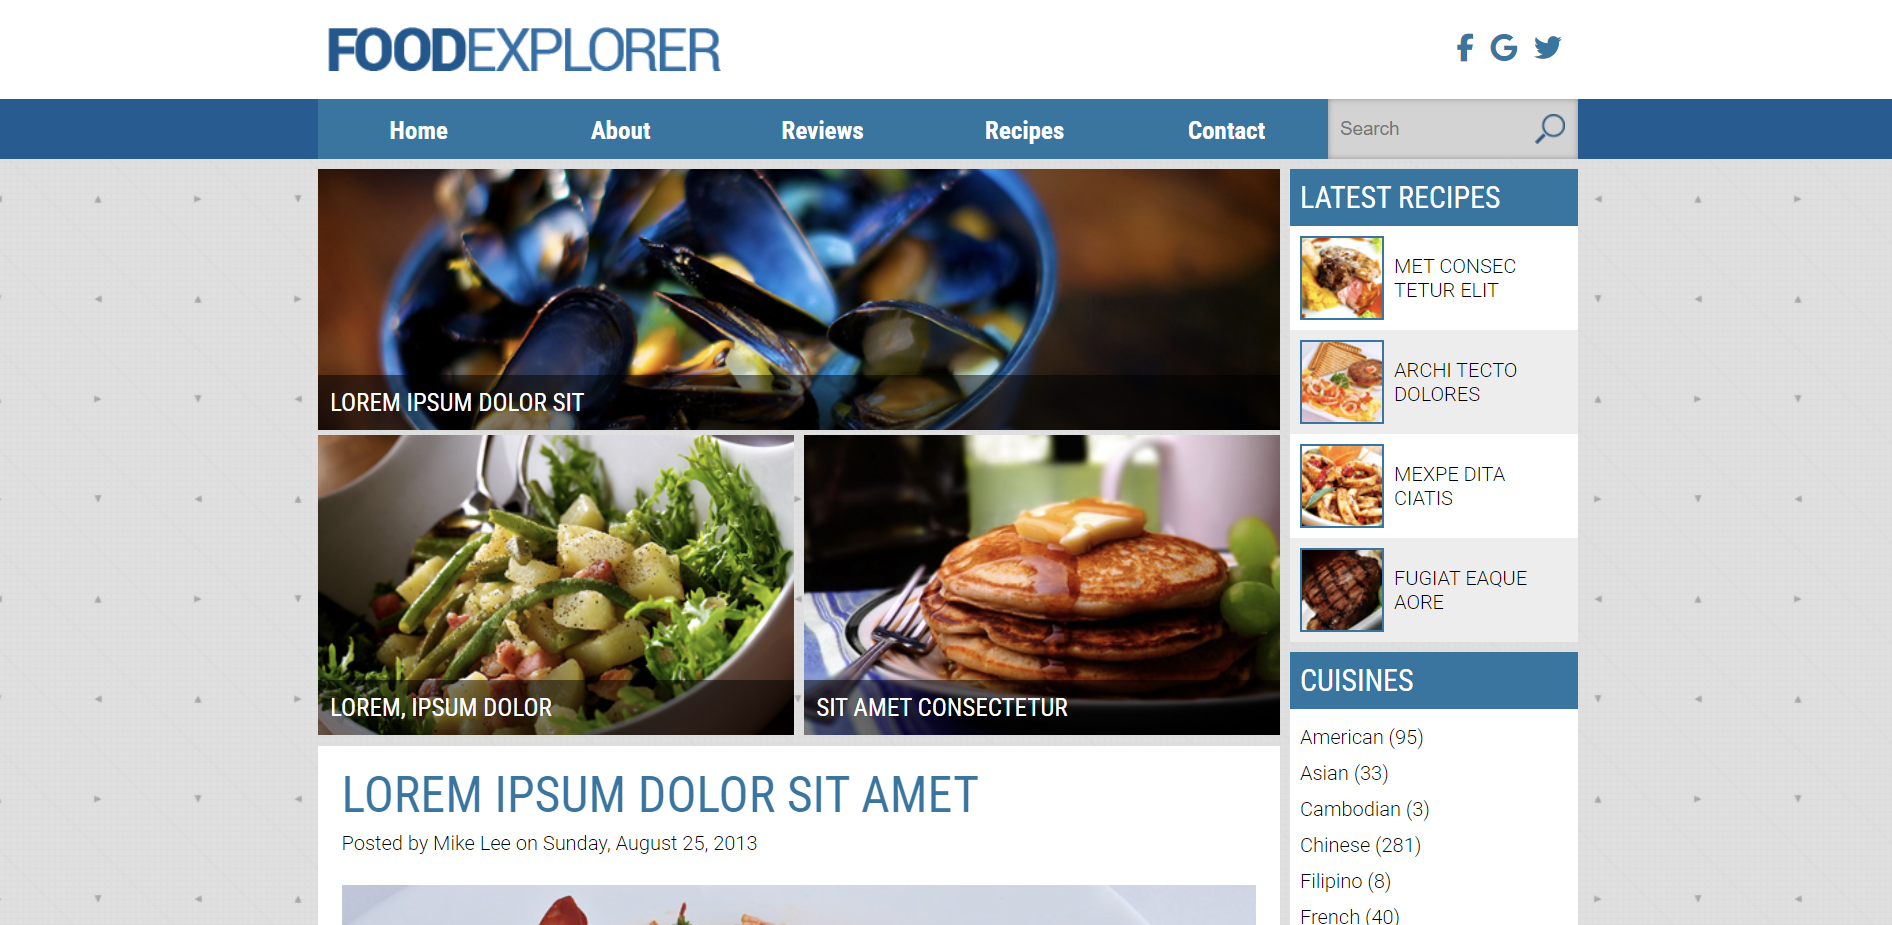 FOODEXPLORER
Home
About
Reviews
Recipes
Contact
Search
LOREM IPSUM DOLOR SIT
LOREM, IPSUM DOLOR
SIT AMET CONSECTETUR
LOREM IPSUM DOLOR SIT AMET
Posted by Mike Lee on Sunday, August 25, 2013
LATEST RECIPES
MET CONSEC
TETUR ELIT
ARCHI TECTO
DOLORES
MEXPE DITA
CIATIS
FUGIAT EAQUE
AORE
CUISINES
American (95)
Asian (33)
Cambodian (3)
Chinese (281)
Filipino (8)
French (40)